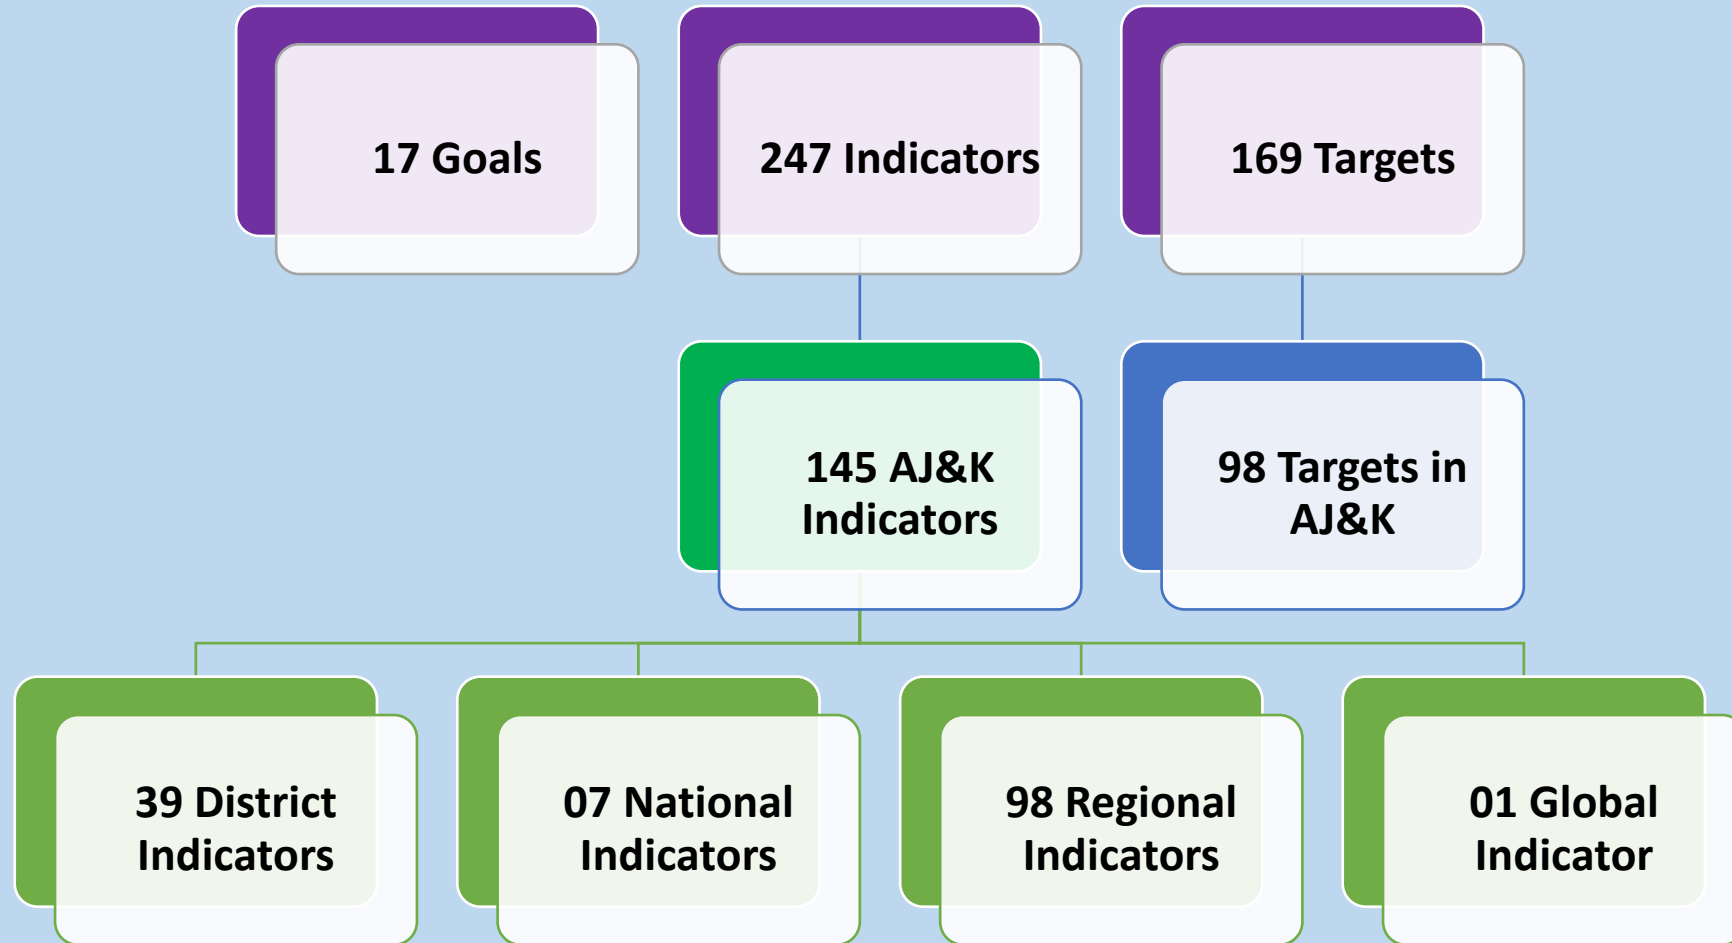 17 Goals
247 Indicators
169 Targets
145 AJ&K
Indicators
98 Targets in
AJ&K
39 District
Indicators
07 National
Indicators
98 Regional
Indicators
01 Global
Indicator